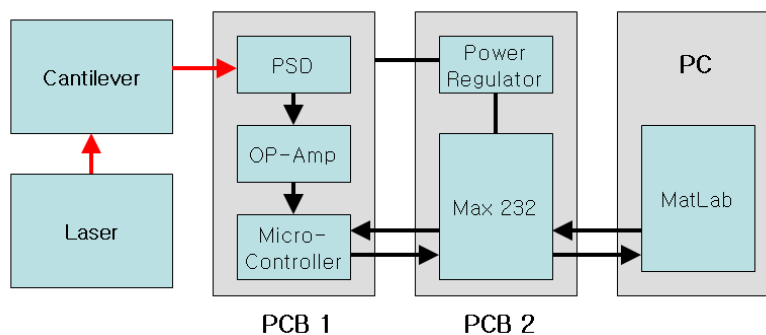 Cantilever
Laser
PSD
OP-Amp
Micro-
Controller
PCB 1
Power
Regulator
Max 232
PCB 2
PC
MatLab